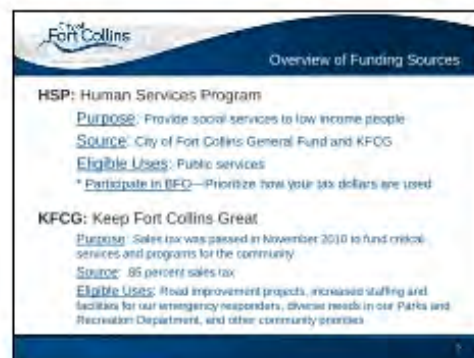 City of
Fort Collins
Overview of Funding Sources
HSP: Human Services Program
Purpose: Provide social services to low income people
Source: City of Fort Collins General Fund and KFCG
Eligible Uses: Public services
* Participate in BFO—Prioritize how your tax dollars are used
KFCG: Keep Fort Collins Great
Purpose: Sales tax was passed in November 2010 to fund critical
services and programs for the community
Source: .85 percent sales tax
Eligible Uses: Road improvement projects, increased staffing and
facilities for our emergency responders, diverse needs in our Parks and
Recreation Department, and other community priorities